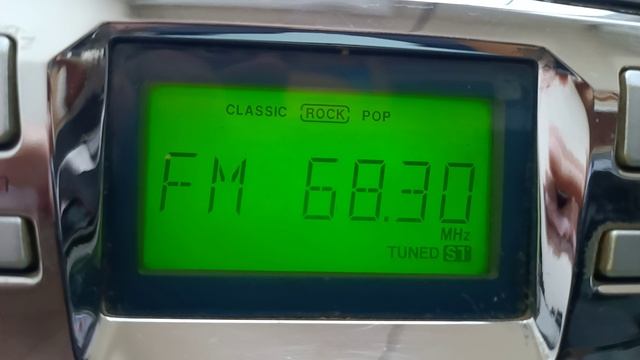 CLASSIC ROCK POP
FM 68.30
MHz
TUNED ST